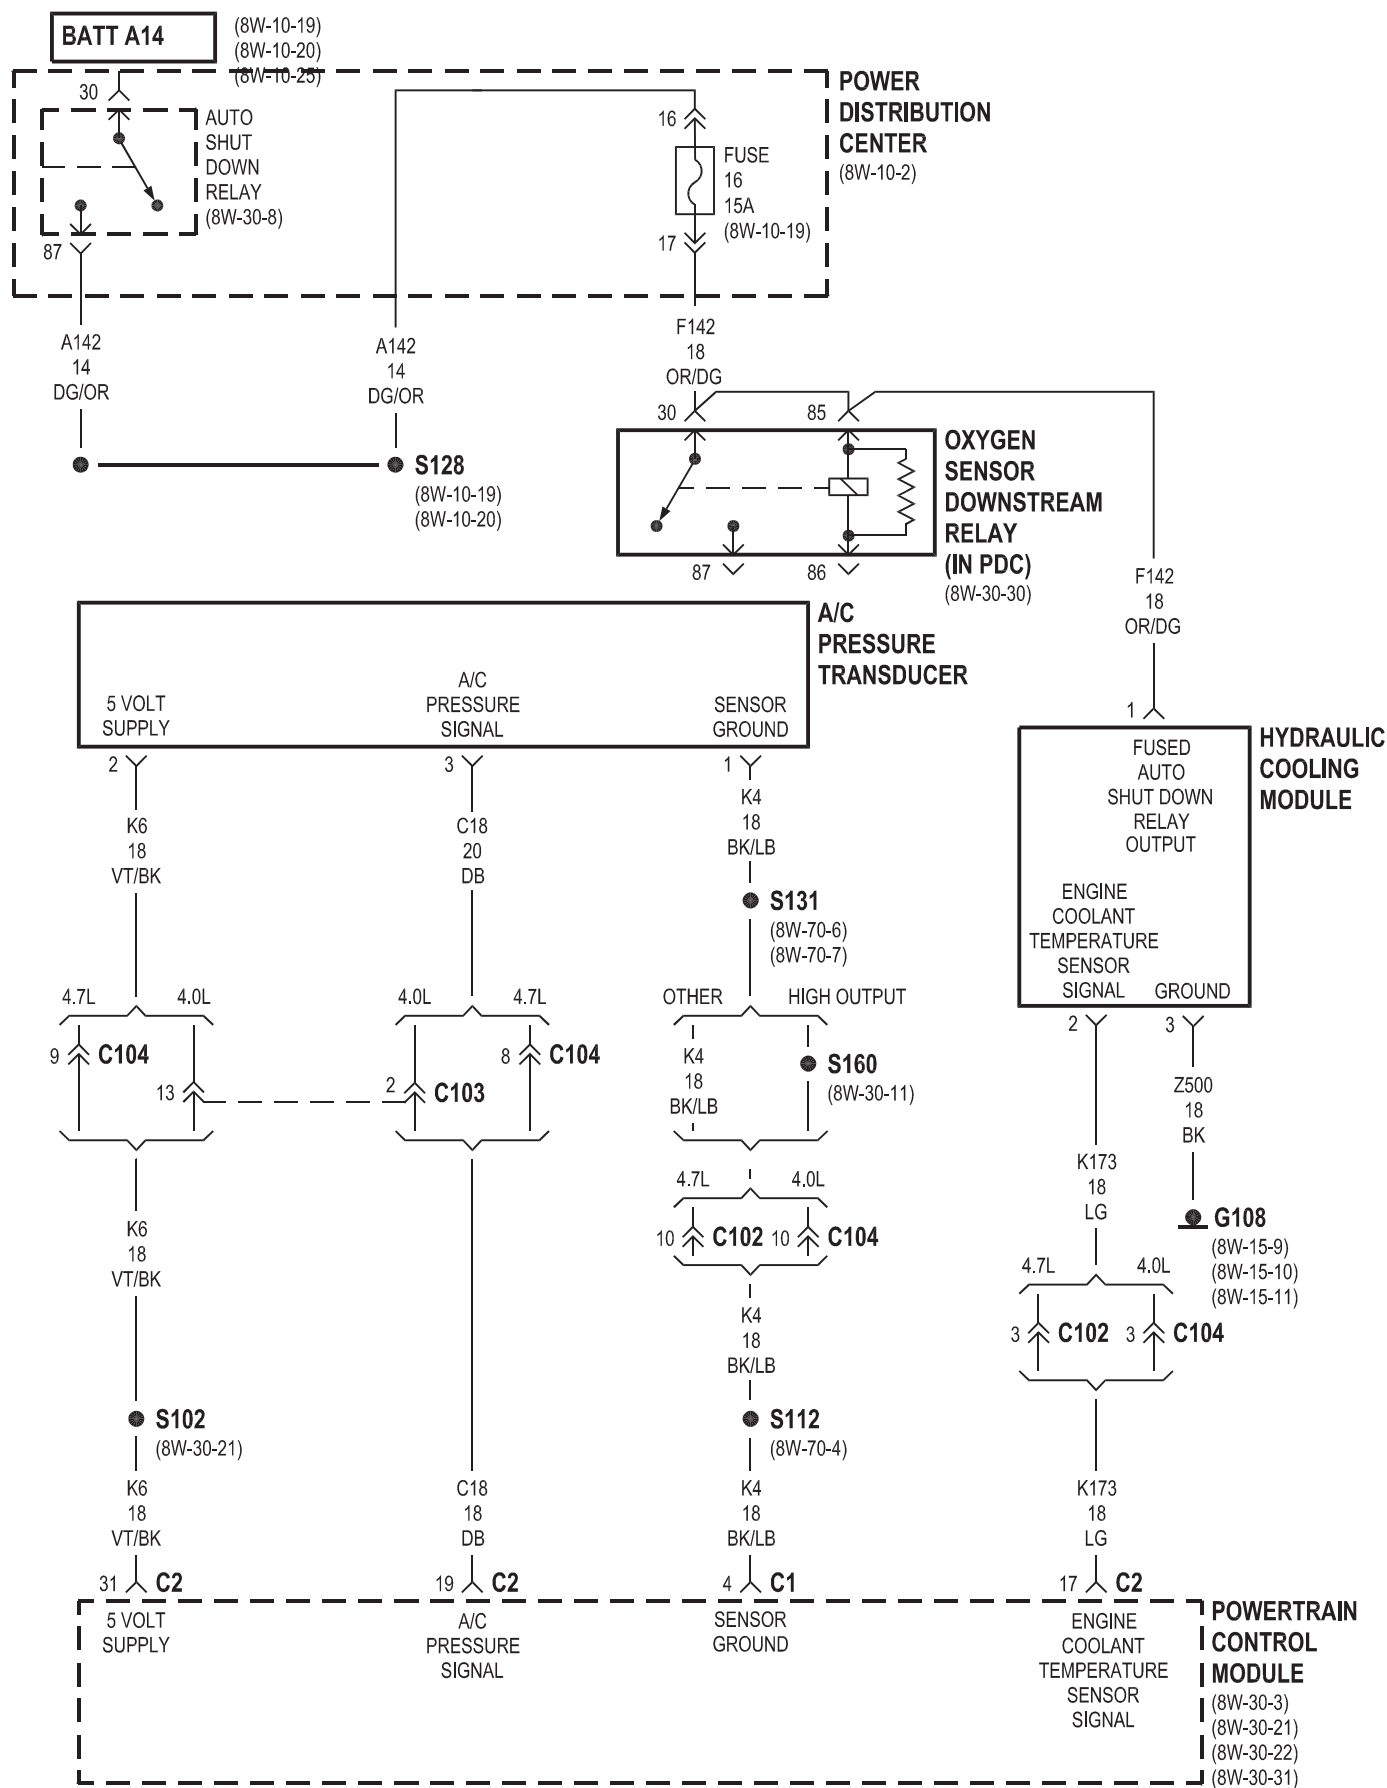 BATT A14
(8W-10-19)
(8W-10-20)
(8W-10-25)
30
AUTO
SHUT
DOWN
RELAY
(8W-30-8)
87
16
FUSE
16
15A
(8W-10-19)
17
POWER
DISTRIBUTION
CENTER
(8W-10-2)
A142
14
DG/OR
A142
14
DG/OR
F142
18
OR/DG
S128
(8W-10-19)
(8W-10-20)
30
85
87
86
OXYGEN
SENSOR
DOWNSTREAM
RELAY
(IN PDC)
(8W-30-30)
F142
18
OR/DG
A/C
PRESSURE
TRANSDUCER
5 VOLT
SUPPLY
A/C
PRESSURE
SIGNAL
SENSOR
GROUND
2
3
1
1
HYDRAULIC
COOLING
MODULE
FUSED
AUTO
SHUT DOWN
RELAY
OUTPUT
ENGINE
COOLANT
TEMPERATURE
SENSOR
SIGNAL
GROUND
2
3
K6
18
VT/BK
C18
20
DB
K4
18
BK/LB
S131
(8W-70-6)
(8W-70-7)
4.7L
4.0L
4.0L
4.7L
OTHER
HIGH OUTPUT
9
C104
13
2
C103
8
C104
K4
18
BK/LB
S160
(8W-30-11)
Z500
18
BK
K173
18
LG
G108
(8W-15-9)
(8W-15-10)
(8W-15-11)
4.7L
4.0L
10
C102
10
C104
K6
18
VT/BK
4.7L
4.0L
3
C102
3
C104
K4
18
BK/LB
S102
(8W-30-21)
S112
(8W-70-4)
K6
18
VT/BK
C18
18
DB
K4
18
BK/LB
K173
18
LG
31
C2
19
C2
4
C1
17
C2
5 VOLT
SUPPLY
A/C
PRESSURE
SIGNAL
SENSOR
GROUND
ENGINE
COOLANT
TEMPERATURE
SENSOR
SIGNAL
POWERTRAIN
CONTROL
MODULE
(8W-30-3)
(8W-30-21)
(8W-30-22)
(8W-30-31)